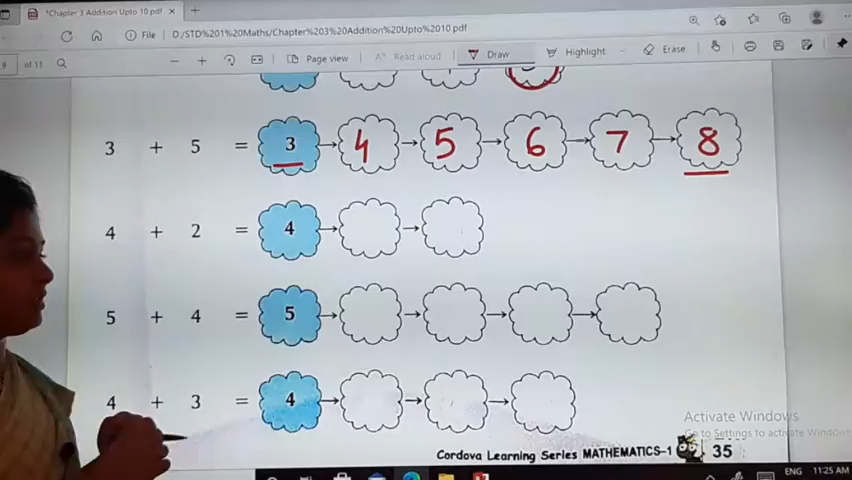 *Chapter 3 Addition Upto 10.pdf
File D:/STD%201%20Maths/Chapter%203%20Addition%20Upto%2010.pdf
9 of 11 Page view Read aloud Draw Highlight Erase
3 + 5 = 3 → 4 → 5 → 6 → 7 → 8
4 + 2 = 4 → →
5 + 4 = 5 → → → →
4 + 3 = 4 → → →
Activate Windows
Go to Settings to activate Windows
Cordova Learning Series MATHEMATICS-1 35
ENG 11:25 AM